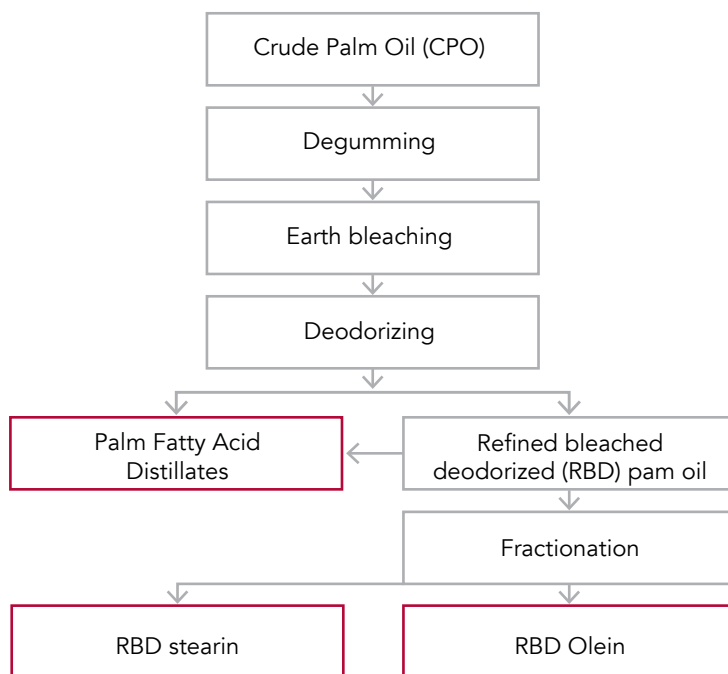 Crude Palm Oil (CPO)
Degumming
Earth bleaching
Deodorizing
Palm Fatty Acid
Distillates
Refined bleached
deodorized (RBD) pam oil
Fractionation
RBD stearin
RBD Olein